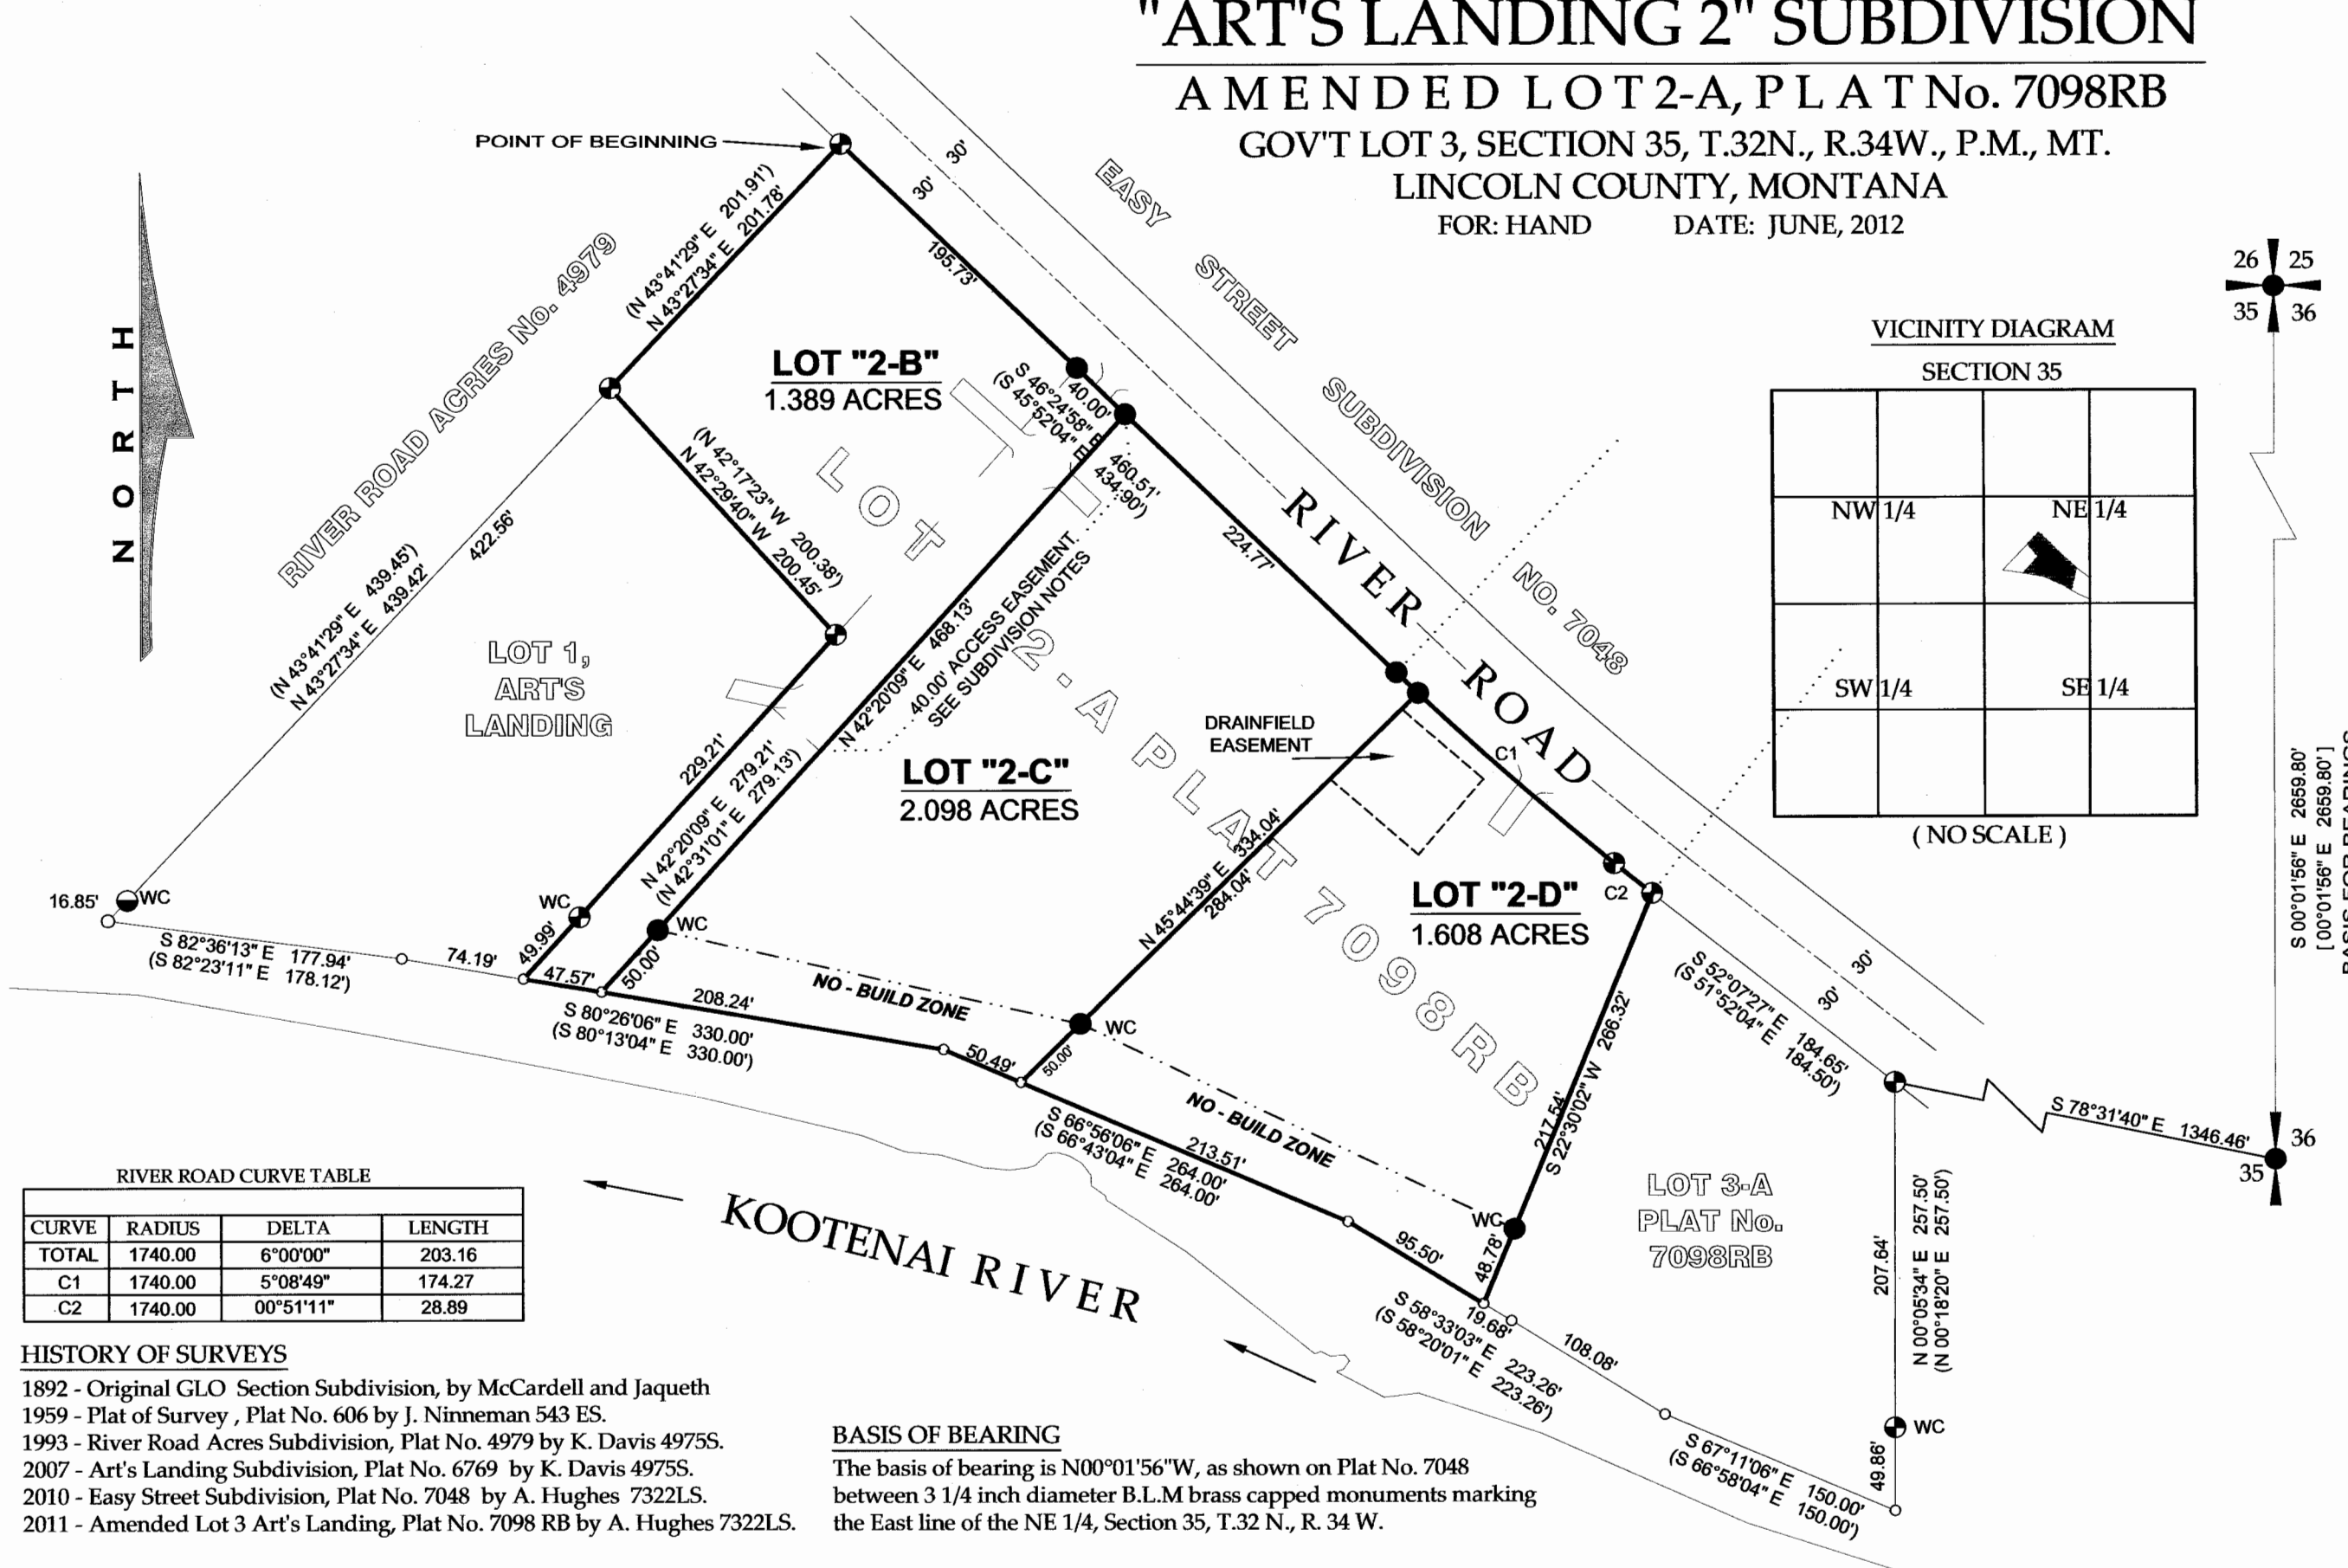 "ART'S LANDING 2" SUBDIVISION
AMENDED LOT 2-A, PLAT No. 7098RB
GOV'T LOT 3, SECTION 35, T.32N., R.34W., P.M., MT.
LINCOLN COUNTY, MONTANA
FOR: HAND DATE: JUNE, 2012
POINT OF BEGINNING
NORTH
30'
30'
EASY STREET SUBDIVISION NO. 7048
RIVER ROAD ACRES No. 4979
(N 43°41'29" E 201.91')
N 43°27'34" E 201.78'
195.73'
LOT "2-B"
1.389 ACRES
40.00'
S 46°24'58" E 460.51'
(S 45°52'04" E 434.90')
(N 42°17'23" W 200.38')
N 42°29'40" W 200.45'
422.56'
(N 43°41'29" E 439.45')
N 43°27'34" E 439.42'
LOT 2-A PLAT 7098RB
224.77'
RIVER ROAD
N 42°20'09" E 468.13'
40.00' ACCESS EASEMENT
SEE SUBDIVISION NOTES
LOT 1,
ART'S
LANDING
229.21'
N 42°20'09" E 279.21'
(N 42°31'01" E 279.13')
LOT "2-C"
2.098 ACRES
DRAINFIELD
EASEMENT
C1
C2
N 45°44'39" E 334.04'
284.04'
LOT "2-D"
1.608 ACRES
VICINITY DIAGRAM
SECTION 35
NW 1/4
NE 1/4
SW 1/4
SE 1/4
( NO SCALE )
26 25
35 36
S 00°01'56" E 2659.80'
[ 00°01'56" E 2659.80' ]
BASIS FOR BEARINGS
16.85'
WC
S 82°36'13" E 177.94'
(S 82°23'11" E 178.12')
74.19'
WC
49.99'
47.57'
WC
50.00'
208.24'
NO - BUILD ZONE
S 80°26'06" E 330.00'
(S 80°13'04" E 330.00')
50.49'
WC
50.00'
S 66°56'06" E 264.00'
(S 66°43'04" E 264.00'
213.51'
NO - BUILD ZONE
217.54'
S 22°30'02" W 266.32'
WC
48.78'
95.50'
19.68'
S 58°33'03" E 223.26'
(S 58°20'01" E 223.26')
108.08'
S 52°07'27" E 184.65'
(S 51°52'04" E 184.50')
30'
30'
S 78°31'40" E 1346.46'
36
35
LOT 3-A
PLAT No.
7098RB
207.64'
N 00°05'34" E 257.50'
(N 00°18'20" E 257.50')
WC
49.86'
S 67°11'06" E 150.00'
(S 66°58'04" E 150.00')
KOOTENAI RIVER
RIVER ROAD CURVE TABLE
CURVE RADIUS DELTA LENGTH
TOTAL 1740.00 6°00'00" 203.16
C1 1740.00 5°08'49" 174.27
C2 1740.00 00°51'11" 28.89
HISTORY OF SURVEYS
1892 - Original GLO Section Subdivision, by McCardell and Jaqueth
1959 - Plat of Survey , Plat No. 606 by J. Ninneman 543 ES.
1993 - River Road Acres Subdivision, Plat No. 4979 by K. Davis 4975S.
2007 - Art's Landing Subdivision, Plat No. 6769 by K. Davis 4975S.
2010 - Easy Street Subdivision, Plat No. 7048 by A. Hughes 7322LS.
2011 - Amended Lot 3 Art's Landing, Plat No. 7098 RB by A. Hughes 7322LS.
BASIS OF BEARING
The basis of bearing is N00°01'56"W, as shown on Plat No. 7048
between 3 1/4 inch diameter B.L.M brass capped monuments marking
the East line of the NE 1/4, Section 35, T.32 N., R. 34 W.